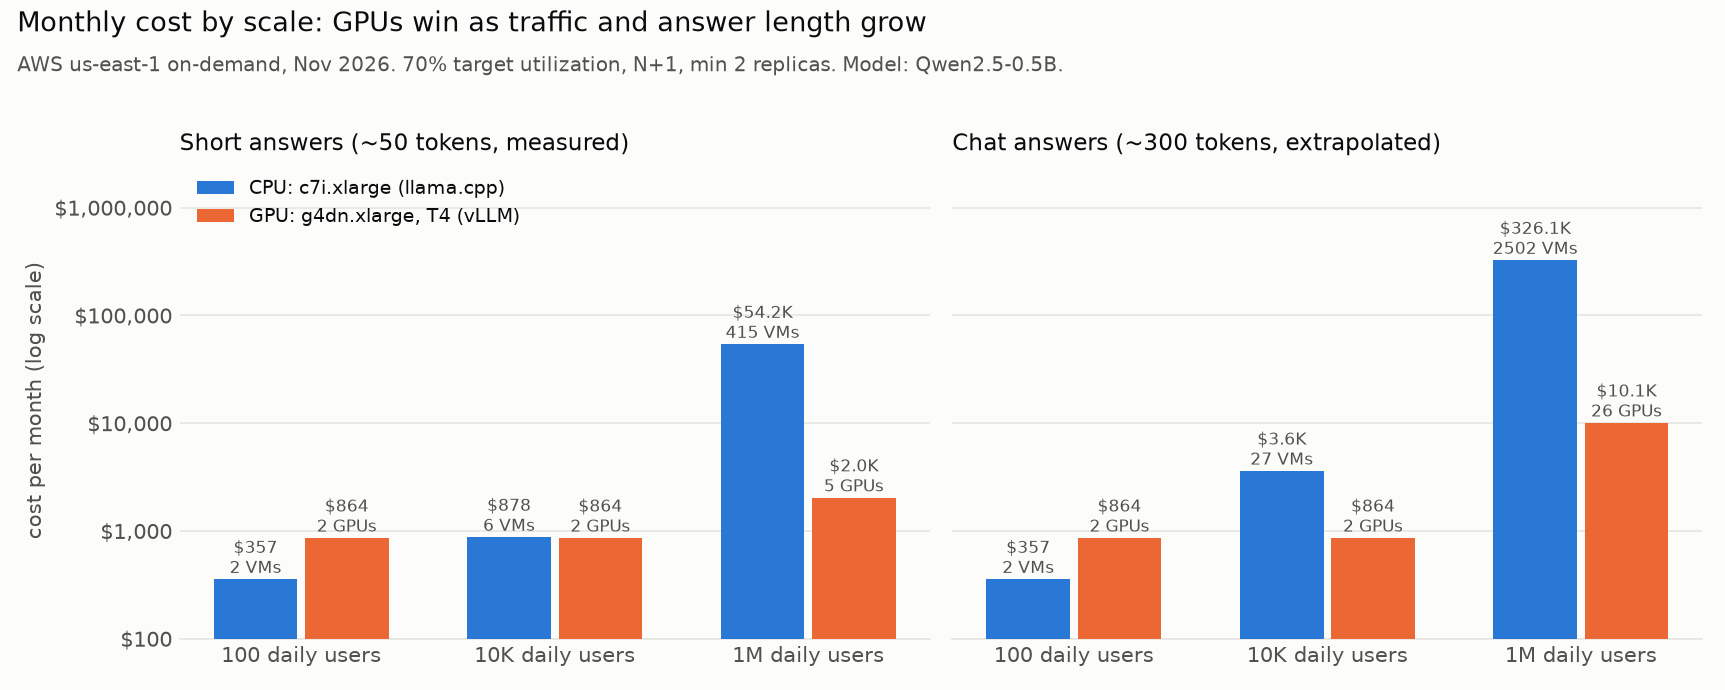 Monthly cost by scale: GPUs win as traffic and answer length grow
AWS us-east-1 on-demand, Nov 2026. 70% target utilization, N+1, min 2 replicas. Model: Qwen2.5-0.5B.
Short answers (~50 tokens, measured)
CPU: c7i.xlarge (llama.cpp)
GPU: g4dn.xlarge, T4 (vLLM)
cost per month (log scale)
$1,000,000
$100,000
$10,000
$1,000
$100
$357
2 VMs
$864
2 GPUs
$878
6 VMs
$864
2 GPUs
$54.2K
415 VMs
$2.0K
5 GPUs
100 daily users
10K daily users
1M daily users
Chat answers (~300 tokens, extrapolated)
$357
2 VMs
$864
2 GPUs
$3.6K
27 VMs
$864
2 GPUs
$326.1K
2502 VMs
$10.1K
26 GPUs
100 daily users
10K daily users
1M daily users